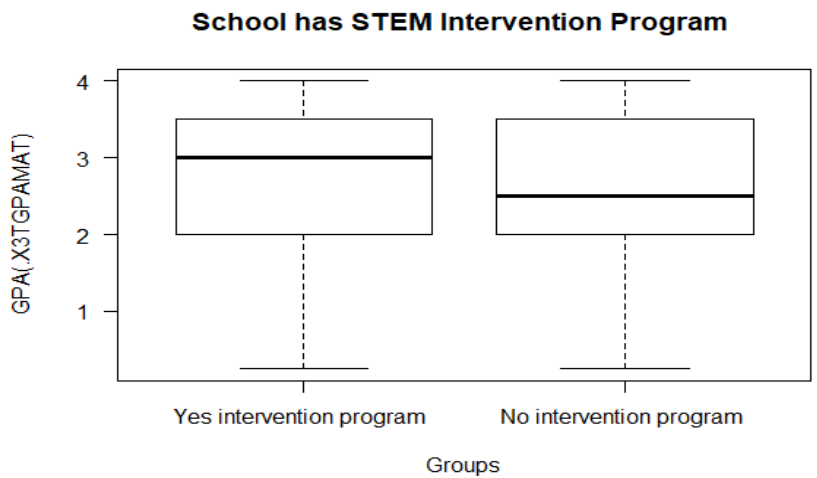 School has STEM Intervention Program
GPA(.X3TGPAMAT)
4
3
2
1
Yes intervention program
No intervention program
Groups